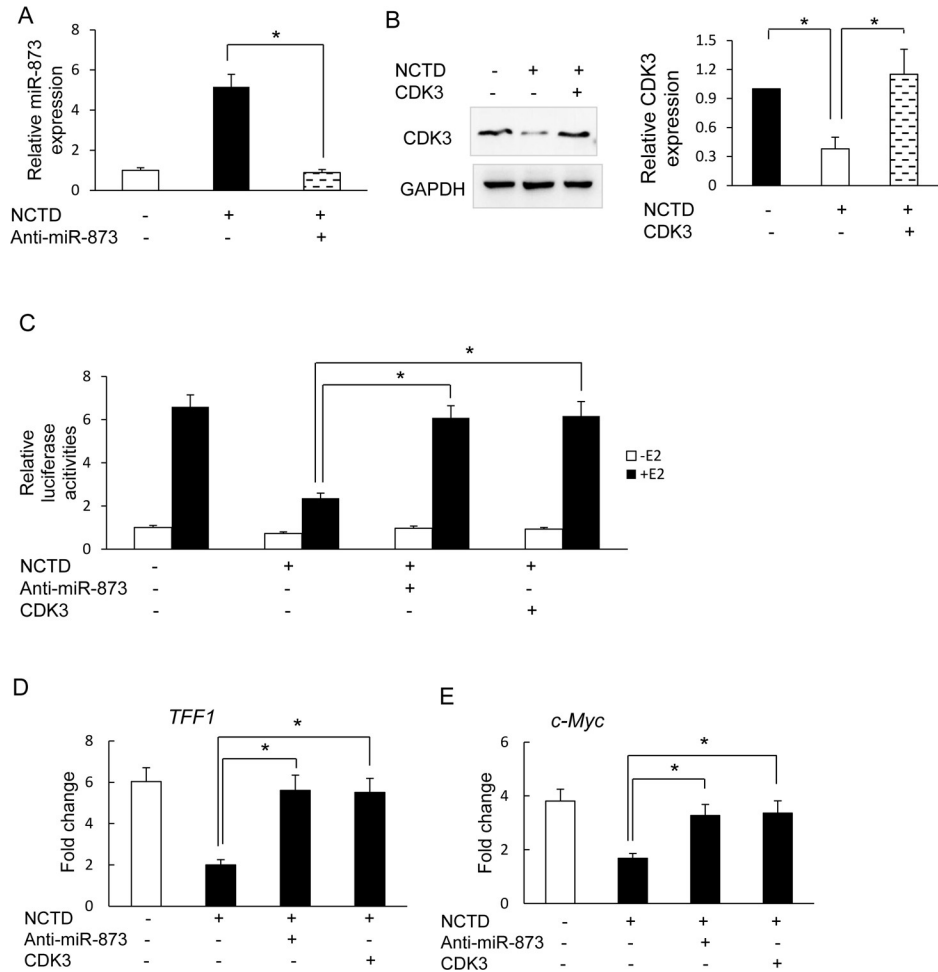 A
Relative miR-873
expression
8
6
4
2
0
*
NCTD - + +
Anti-miR-873 - - +
B
NCTD - + +
CDK3 - - +
CDK3
GAPDH
Relative CDK3
expression
1.5
1.2
0.9
0.6
0.3
0
* *
NCTD - + +
CDK3 - - +
C
Relative
luciferase
acitivities
8
6
4
2
0
*
*
-E2
+E2
NCTD - + + +
Anti-miR-873 - - + -
CDK3 - - - +
D
TFF1
Fold change
8
6
4
2
0
*
*
NCTD - + + +
Anti-miR-873 - - + -
CDK3 - - - +
E
c-Myc
Fold change
6
4
2
0
*
*
NCTD - + + +
Anti-miR-873 - - + -
CDK3 - - - +